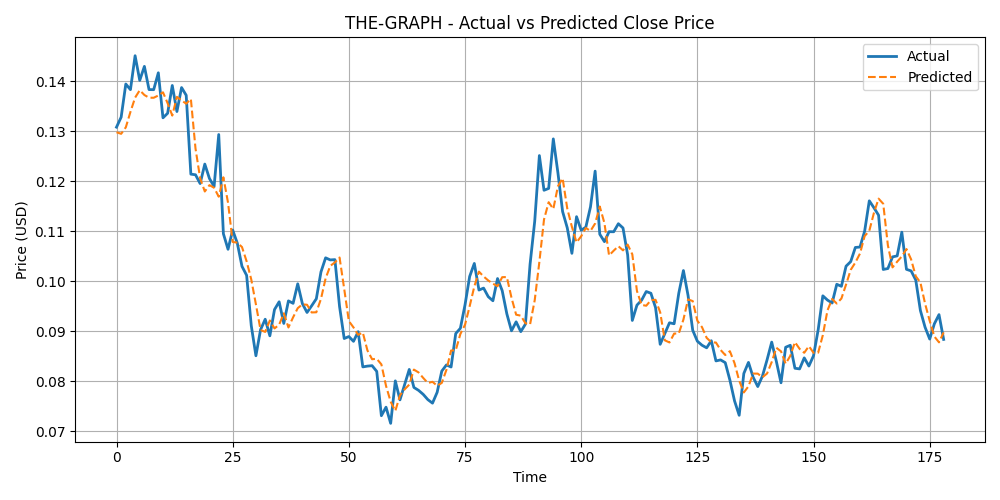 THE-GRAPH - Actual vs Predicted Close Price
Actual
Predicted
Price (USD)
0.14
0.13
0.12
0.11
0.10
0.09
0.08
0.07
0 25 50 75 100 125 150 175
Time